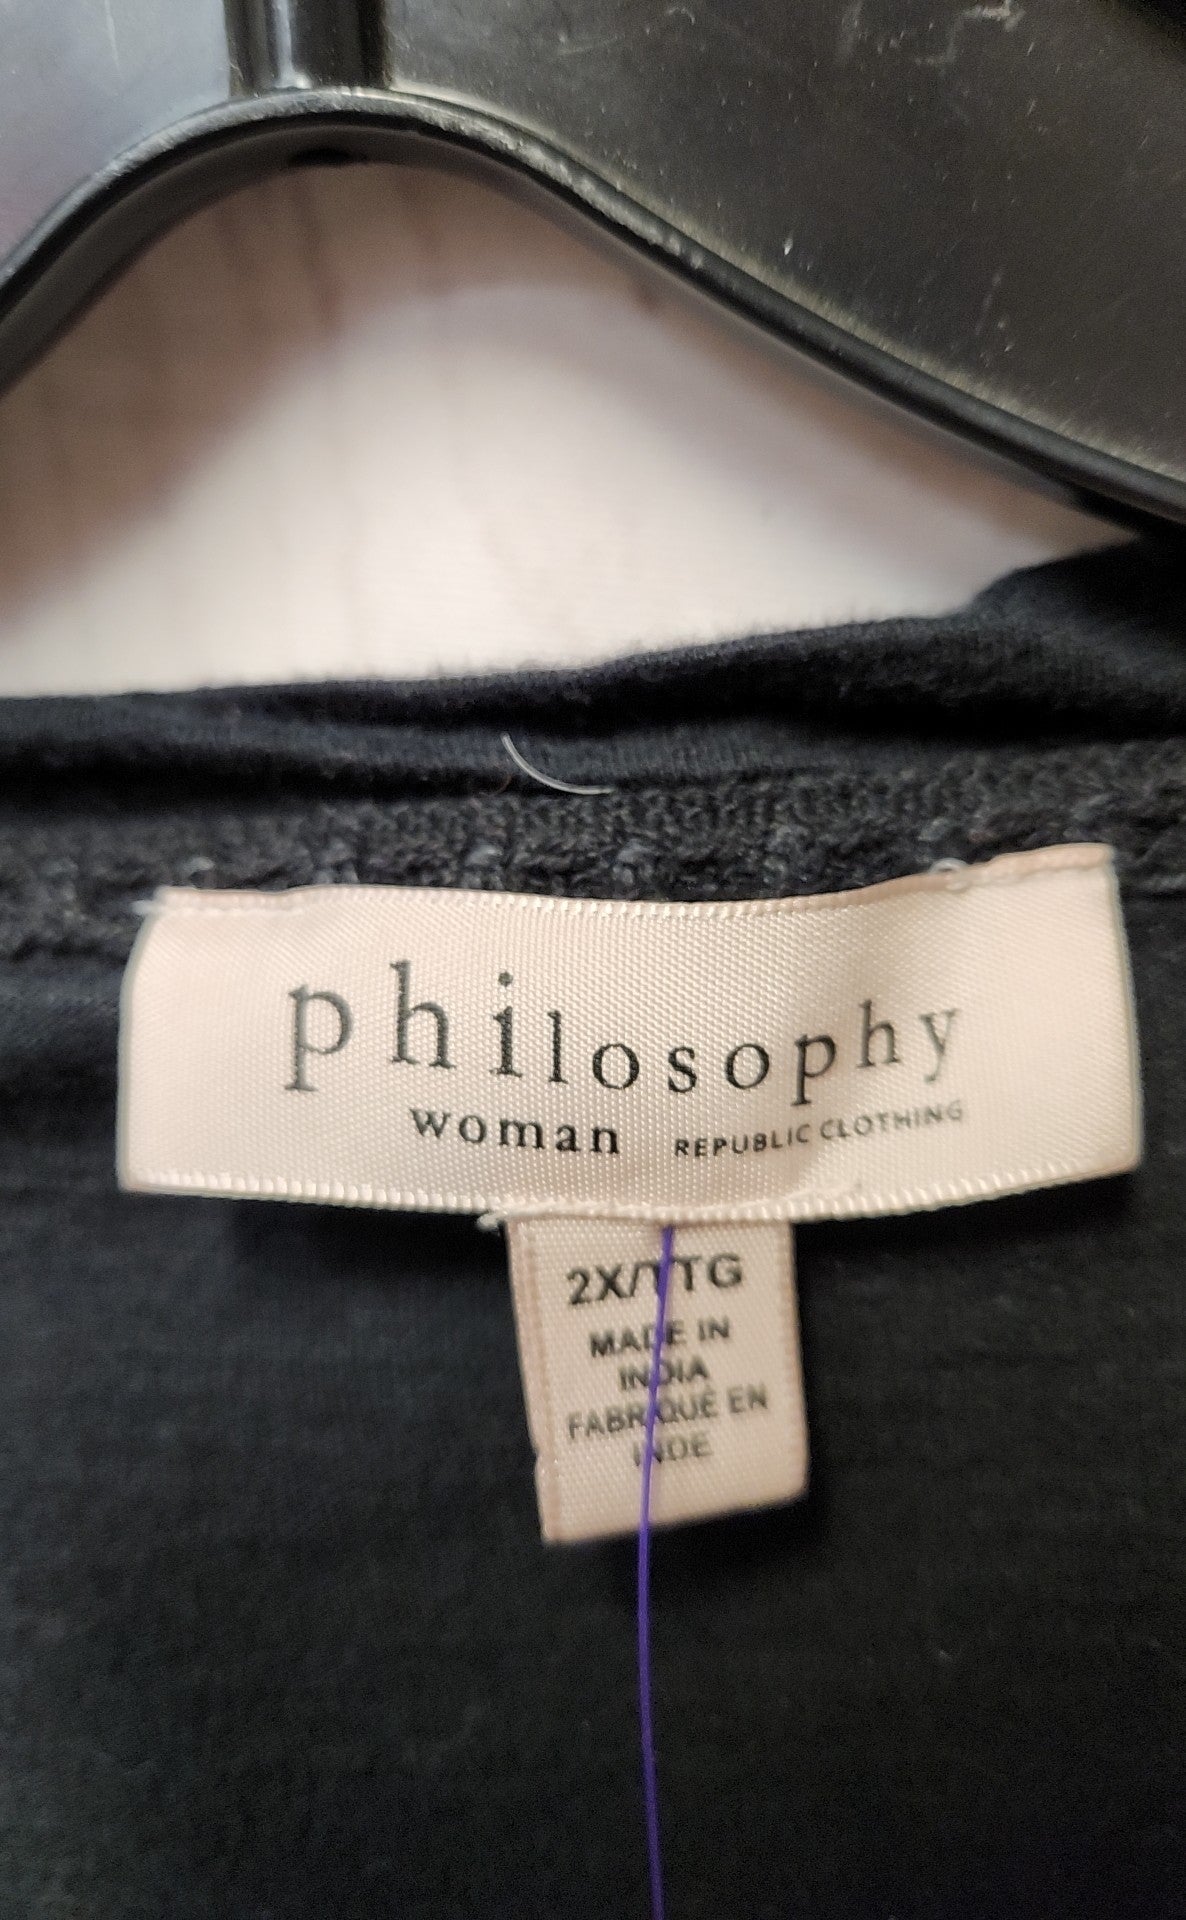 philosophy
woman REPUBLIC CLOTHING
2X/TTG
MADE IN
INDIA
FABRIQUÉ EN
INDE